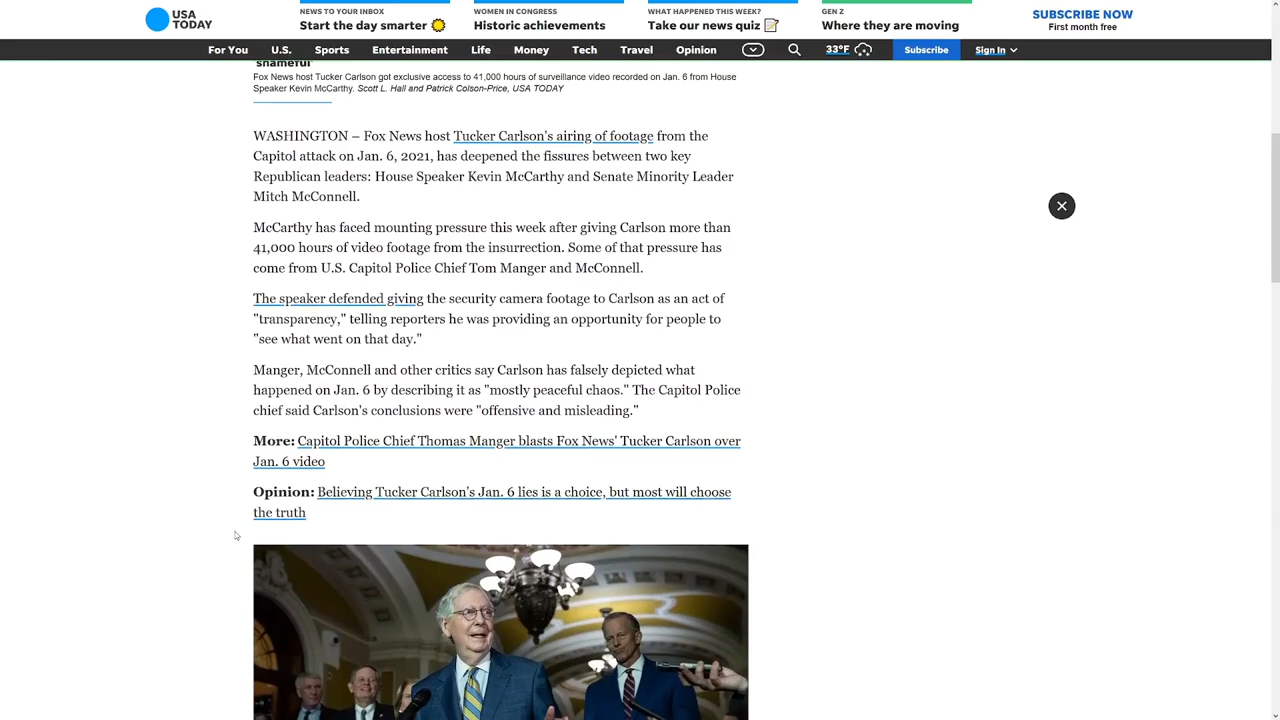 USA
TODAY
NEWS TO YOUR INBOX
Start the day smarter
WOMEN IN CONGRESS
Historic achievements
WHAT HAPPENED THIS WEEK?
Take our news quiz
GEN Z
Where they are moving
SUBSCRIBE NOW
First month free
For You U.S. Sports Entertainment Life Money Tech Travel Opinion 33°F Subscribe Sign In
'shameful'
Fox News host Tucker Carlson got exclusive access to 41,000 hours of surveillance video recorded on Jan. 6 from House
Speaker Kevin McCarthy. Scott L. Hall and Patrick Colson-Price, USA TODAY
WASHINGTON – Fox News host Tucker Carlson's airing of footage from the
Capitol attack on Jan. 6, 2021, has deepened the fissures between two key
Republican leaders: House Speaker Kevin McCarthy and Senate Minority Leader
Mitch McConnell.
McCarthy has faced mounting pressure this week after giving Carlson more than
41,000 hours of video footage from the insurrection. Some of that pressure has
come from U.S. Capitol Police Chief Tom Manger and McConnell.
The speaker defended giving the security camera footage to Carlson as an act of
"transparency," telling reporters he was providing an opportunity for people to
"see what went on that day."
Manger, McConnell and other critics say Carlson has falsely depicted what
happened on Jan. 6 by describing it as "mostly peaceful chaos." The Capitol Police
chief said Carlson's conclusions were "offensive and misleading."
More: Capitol Police Chief Thomas Manger blasts Fox News' Tucker Carlson over
Jan. 6 video
Opinion: Believing Tucker Carlson's Jan. 6 lies is a choice, but most will choose
the truth